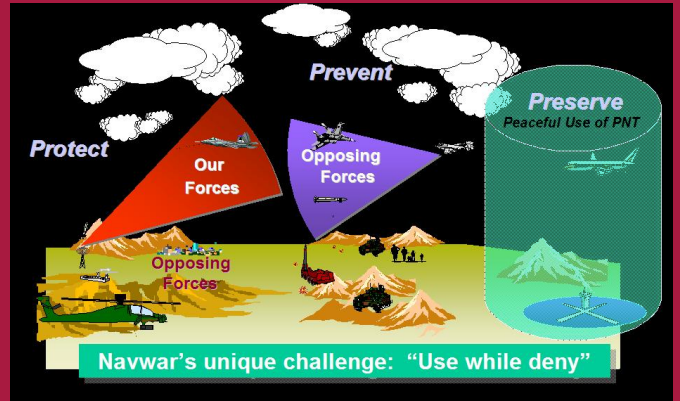 Prevent
Preserve
Peaceful Use of PNT
Protect
Our
Forces
Opposing
Forces
Opposing
Forces
Navwar's unique challenge: “Use while deny”